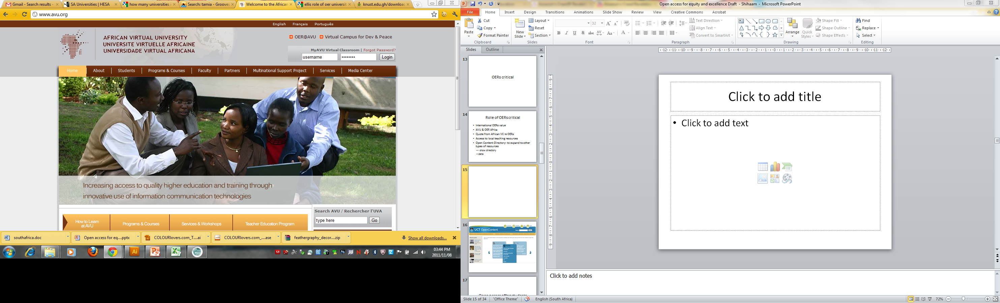 Gmail - Search results -
SA Universities | HESA
how many universities i
Search: tamia - Groove
Welcome to the African
ellis role of oer universit
knust.edu.gh/downloac
www.avu.org
English Français Português
AFRICAN VIRTUAL UNIVERSITY
UNIVERSITE VIRTUELLE AFRICAINE
UNIVERSIDADE VIRTUAL AFRICANA
OER@AVU Virtual Campus for Dev & Peace
MyAVU Virtual Classroom | Forgot Password?
username •••••••• Login
Home About Students Programs & Courses Faculty Partners Multinational Support Project Services Media Center
Increasing access to quality higher education and training through
innovative use of information communication technologies
Search AVU / Rechercher l'UVA
type here Go
How to Learn
at AVU
Programs & Courses
Services & Workshops
Teacher Education Program
southafrica.doc
Open access for eq....pptx
COLOURlovers.com_T....ai
COLOURlovers.com_....ase
feathergraphy_decor....zip
Show all downloads...
Ai
03:44 PM
2011/11/08
Open access for equity and excellence Draft - Shihaam - Microsoft PowerPoint
File Home Insert Design Transitions Animations Slide Show Review View Creative Commons Acrobat
Paste
Cut
Copy
Format Painter
Clipboard
New
Slide
Layout
Reset
Section
Slides
32
Font
Text Direction
Align Text
Convert to SmartArt
Paragraph
Arrange
Quick
Styles
Shape Fill
Shape Outline
Shape Effects
Drawing
Find
Replace
Select
Editing
Slides Outline
13
OERs critical
14
Role of OERs critical
• International OERs value
• AVU & OER Africa
• Quote from African VC re OERs
• Access to local teaching resources
• Open Content Directory- to expand to other
types of resources
– - show directory
– data
15
16
UCT OpenContent
17
Click to add title
• Click to add text
Click to add notes
Slide 15 of 34 "Office Theme" English (South Africa)
72%